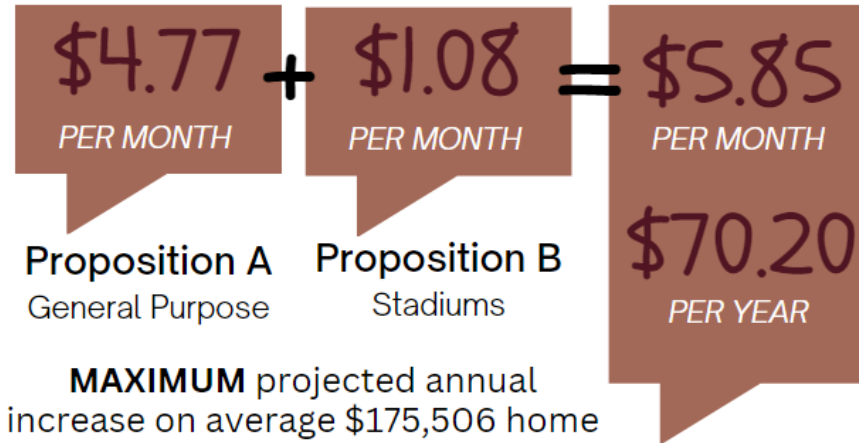 $4.77 + $1.08 = $5.85
PER MONTH PER MONTH PER MONTH
$70.20
PER YEAR
Proposition A
General Purpose
Proposition B
Stadiums
MAXIMUM projected annual
increase on average $175,506 home